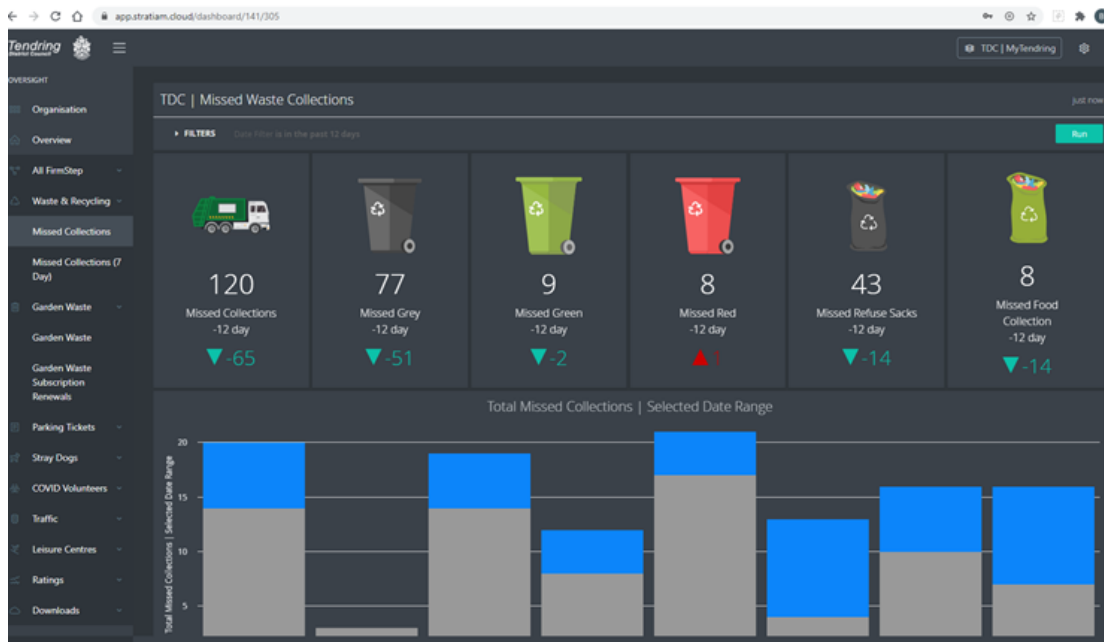 app.stratiam.cloud/dashboard/141/305
Tendring
District Council
TDC | MyTendring
OVERSIGHT
Organisation
Overview
All FirmStep
Waste & Recycling
Missed Collections
Missed Collections (7
Day)
Garden Waste
Garden Waste
Garden Waste
Subscription
Renewals
Parking Tickets
Stray Dogs
COVID Volunteers
Traffic
Leisure Centres
Ratings
Downloads
TDC | Missed Waste Collections
just now
FILTERS Date Filter is in the past 12 days
Run
120
Missed Collections
-12 day
-65
77
Missed Grey
-12 day
-51
9
Missed Green
-12 day
-2
8
Missed Red
-12 day
1
43
Missed Refuse Sacks
-12 day
-14
8
Missed Food
Collection
-12 day
-14
Total Missed Collections | Selected Date Range
Total Missed Collections | Selected Date Range
20
15
10
5